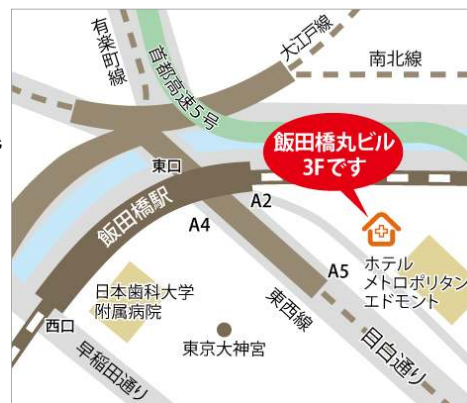 有楽町線
首都高速5号
大江戸線
南北線
飯田橋丸ビル
3Fです
東口
A2
飯田橋駅
A4
A5
ホテル
メトロポリタン
エドモント
日本歯科大学
附属病院
東西線
目白通り
西口
東京大神宮
早稲田通り